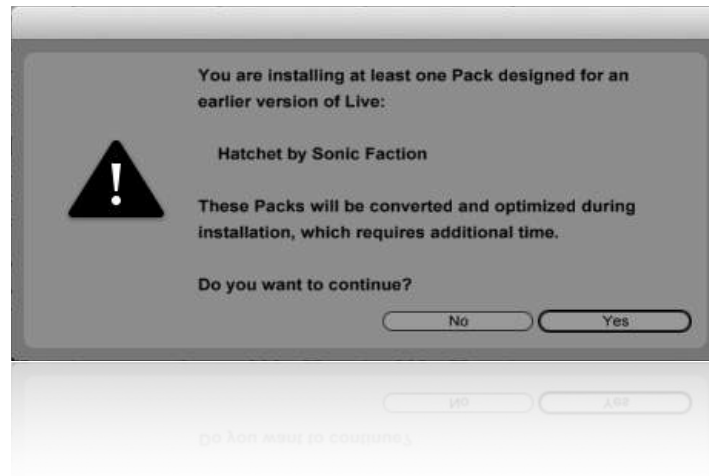 You are installing at least one Pack designed for an
earlier version of Live:
Hatchet by Sonic Faction
These Packs will be converted and optimized during
installation, which requires additional time.
Do you want to continue?
No
Yes